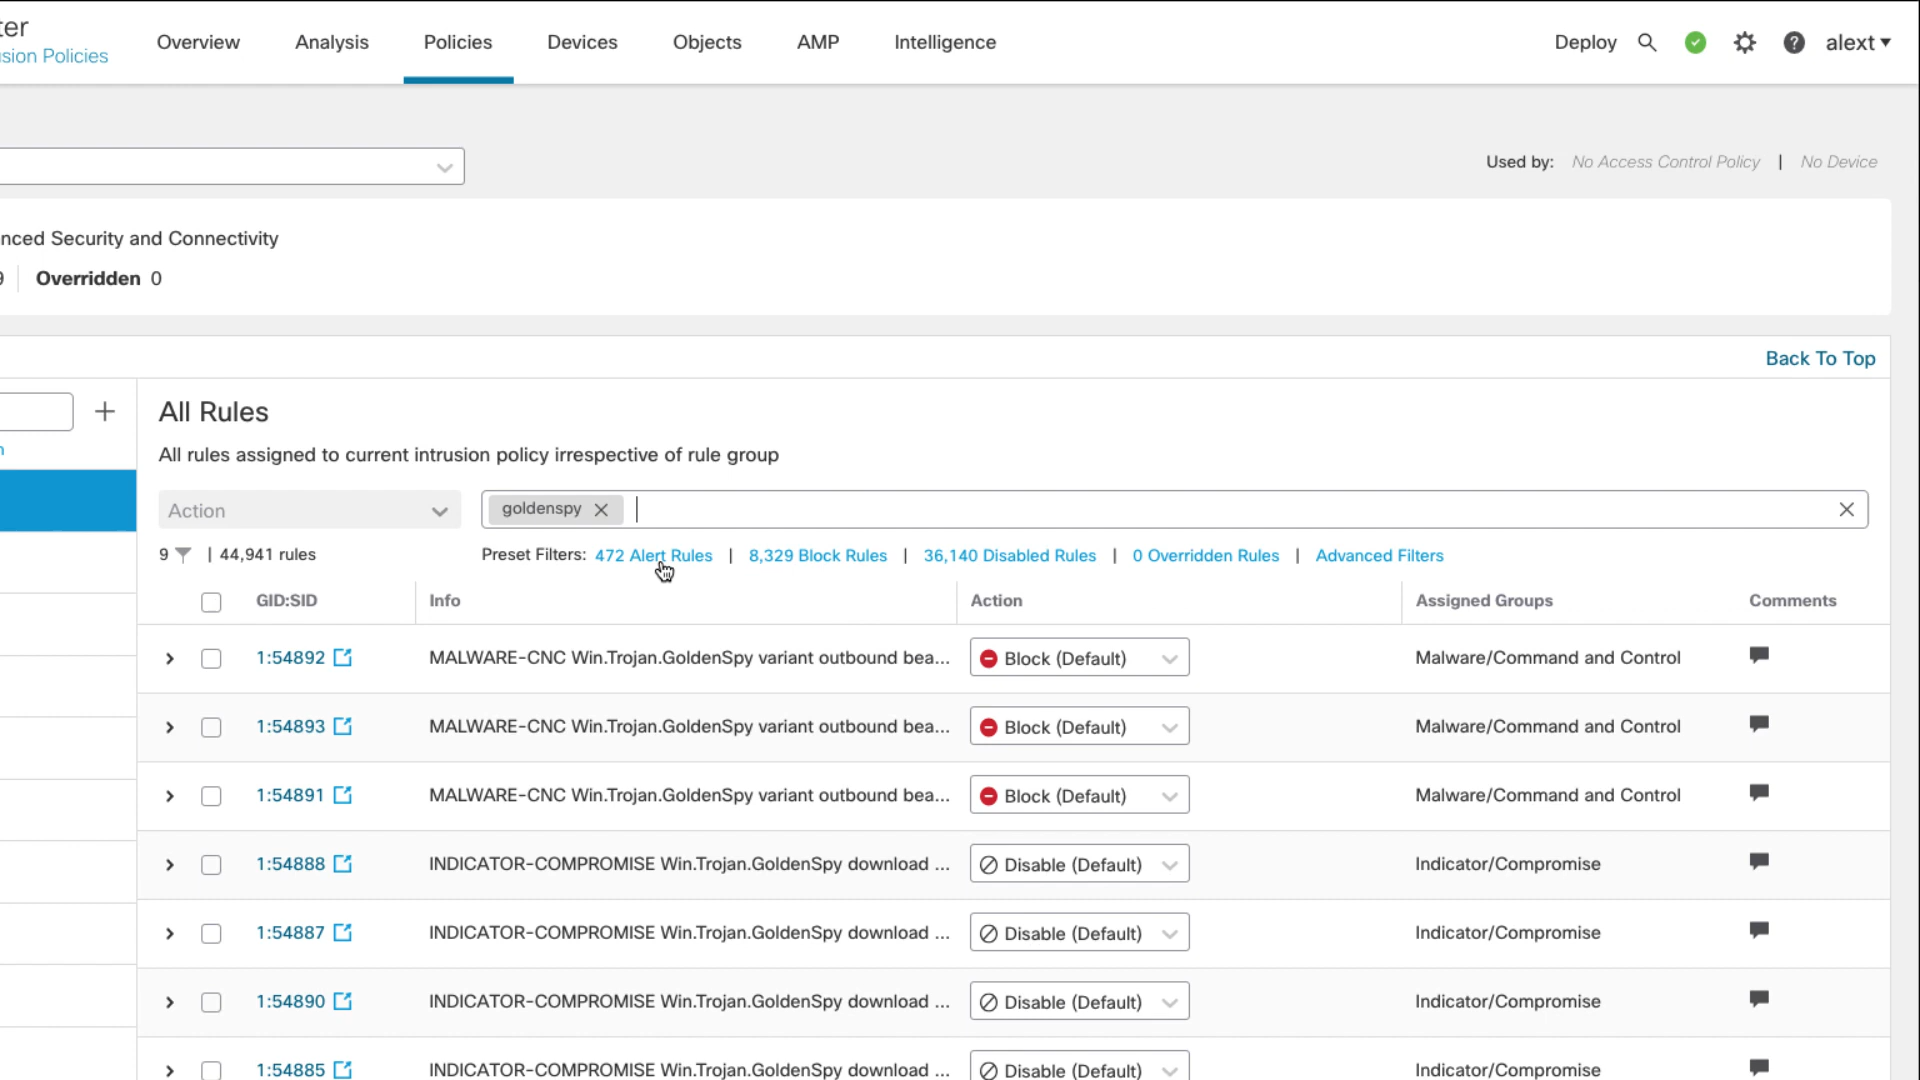 ter
sion Policies
Overview Analysis Policies Devices Objects AMP Intelligence Deploy alext
Used by: No Access Control Policy | No Device
nced Security and Connectivity
9 Overridden 0
Back To Top
All Rules
n
All rules assigned to current intrusion policy irrespective of rule group
Action goldenspy
9 | 44,941 rules Preset Filters: 472 Alert Rules | 8,329 Block Rules | 36,140 Disabled Rules | 0 Overridden Rules | Advanced Filters
GID:SID Info Action Assigned Groups Comments
1:54892 MALWARE-CNC Win.Trojan.GoldenSpy variant outbound bea... Block (Default) Malware/Command and Control
1:54893 MALWARE-CNC Win.Trojan.GoldenSpy variant outbound bea... Block (Default) Malware/Command and Control
1:54891 MALWARE-CNC Win.Trojan.GoldenSpy variant outbound bea... Block (Default) Malware/Command and Control
1:54888 INDICATOR-COMPROMISE Win.Trojan.GoldenSpy download ... Disable (Default) Indicator/Compromise
1:54887 INDICATOR-COMPROMISE Win.Trojan.GoldenSpy download ... Disable (Default) Indicator/Compromise
1:54890 INDICATOR-COMPROMISE Win.Trojan.GoldenSpy download ... Disable (Default) Indicator/Compromise
1:54885 INDICATOR-COMPROMISE Win.Trojan.GoldenSpy download ... Disable (Default) Indicator/Compromise